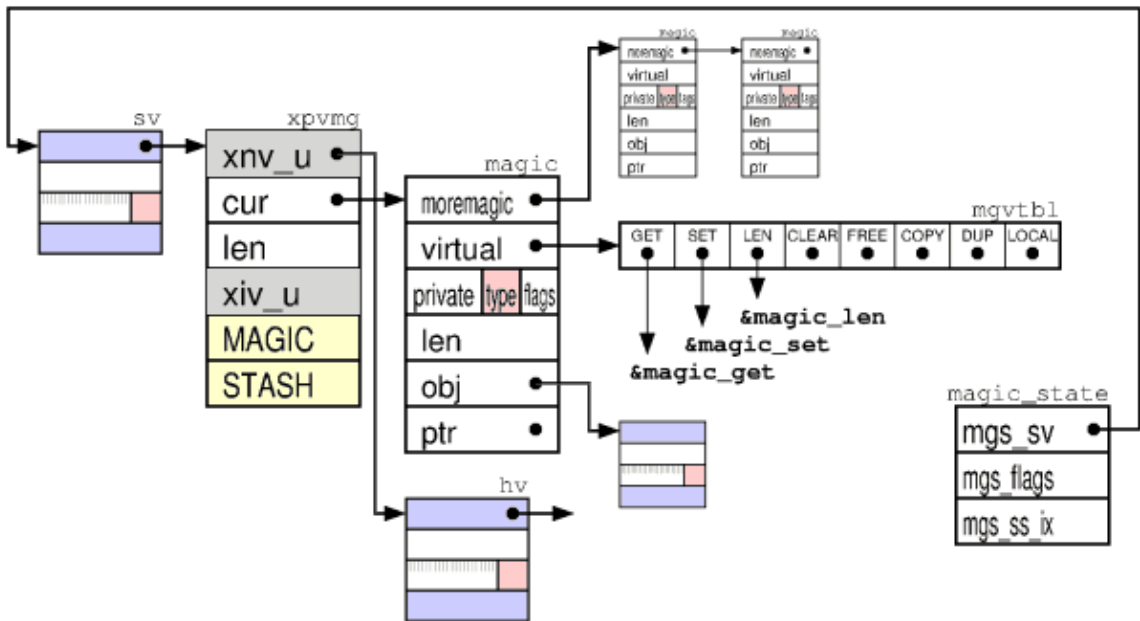 magic magic
moremagic moremagic
virtual virtual
private type flags private type flags
len len
obj obj
ptr ptr
sv
xpvmg
xnv_u
cur
len
xiv_u
MAGIC
STASH
magic
moremagic
virtual
private type flags
len
obj
ptr
mgvtbl
GET SET LEN CLEAR FREE COPY DUP LOCAL
&magic_len
&magic_set
&magic_get
magic_state
mgs_sv
mgs_flags
mgs_ss_ix
hv